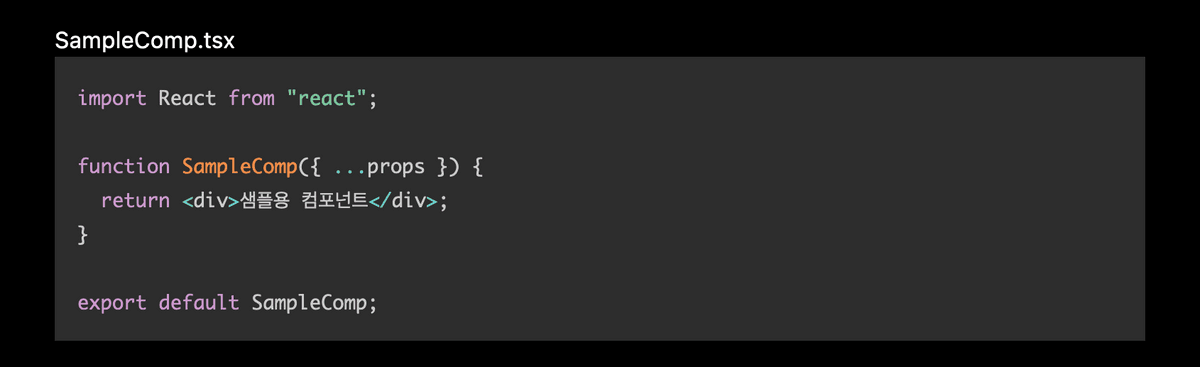 SampleComp.tsx
import React from "react";
function SampleComp({ ...props }) {
return <div>샘플용 컴포넌트</div>;
}
export default SampleComp;